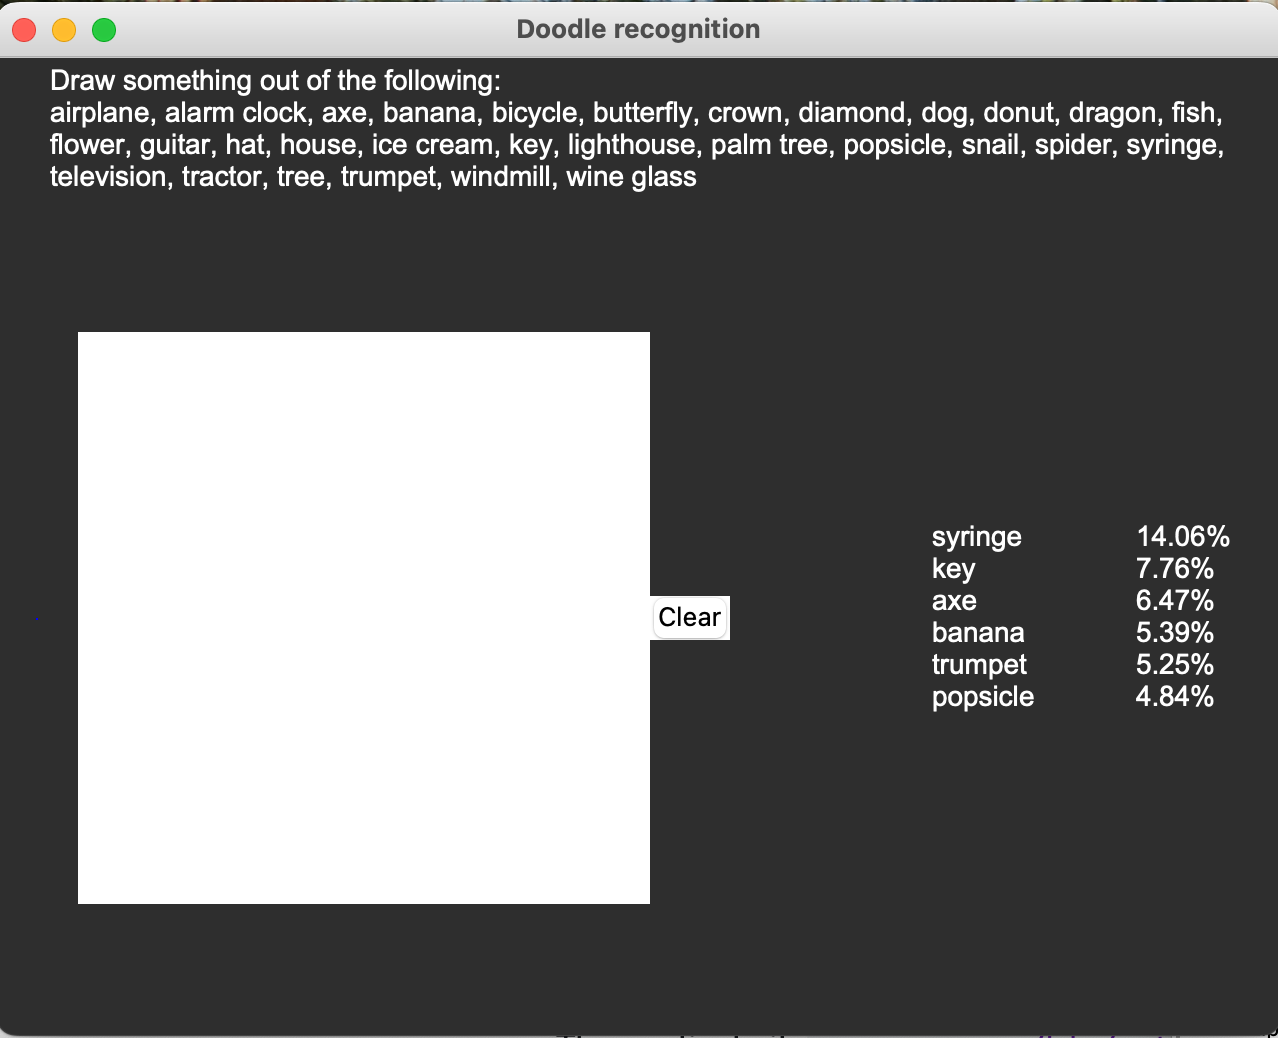 Doodle recognition
Draw something out of the following:
airplane, alarm clock, axe, banana, bicycle, butterfly, crown, diamond, dog, donut, dragon, fish,
flower, guitar, hat, house, ice cream, key, lighthouse, palm tree, popsicle, snail, spider, syringe,
television, tractor, tree, trumpet, windmill, wine glass
syringe 14.06%
key 7.76%
axe 6.47%
banana 5.39%
Clear
trumpet 5.25%
popsicle 4.84%